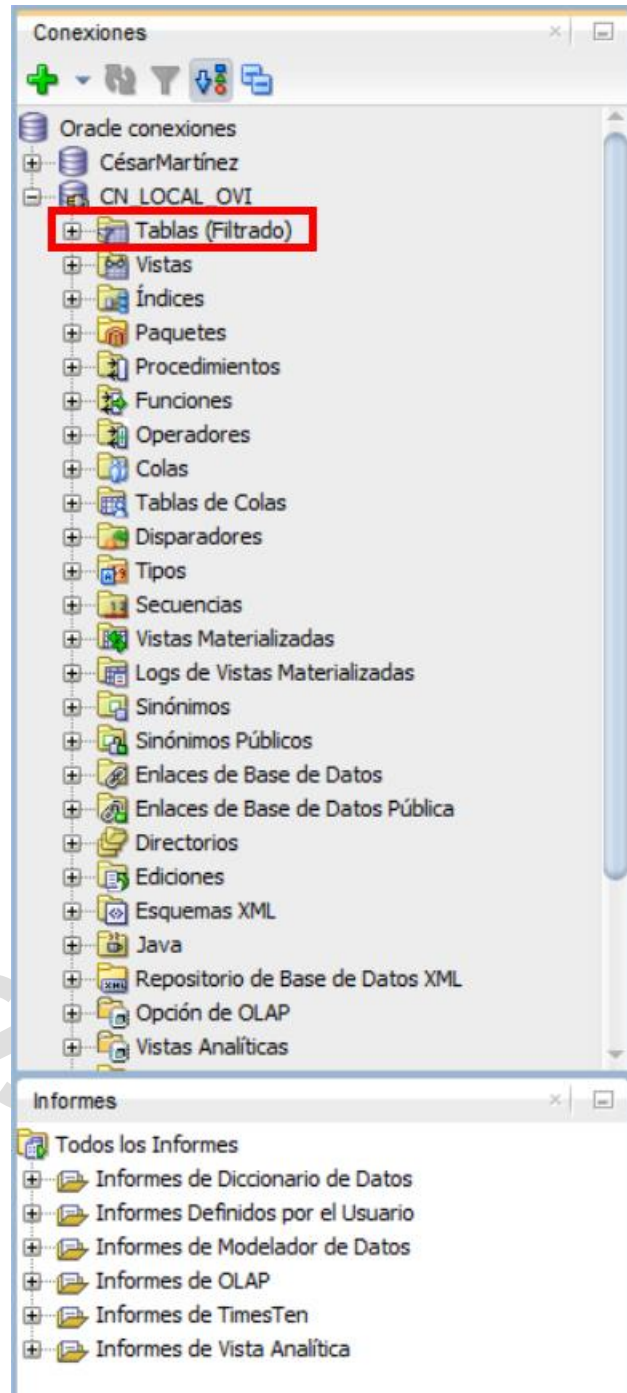 Conexiones
Oracle conexiones
CésarMartínez
CN_LOCAL_OVI
Tablas (Filtrado)
Vistas
Índices
Paquetes
Procedimientos
Funciones
Operadores
Colas
Tablas de Colas
Disparadores
Tipos
Secuencias
Vistas Materializadas
Logs de Vistas Materializadas
Sinónimos
Sinónimos Públicos
Enlaces de Base de Datos
Enlaces de Base de Datos Pública
Directorios
Ediciones
Esquemas XML
Java
Repositorio de Base de Datos XML
Opción de OLAP
Vistas Analíticas
Informes
Todos los Informes
Informes de Diccionario de Datos
Informes Definidos por el Usuario
Informes de Modelador de Datos
Informes de OLAP
Informes de TimesTen
Informes de Vista Analítica